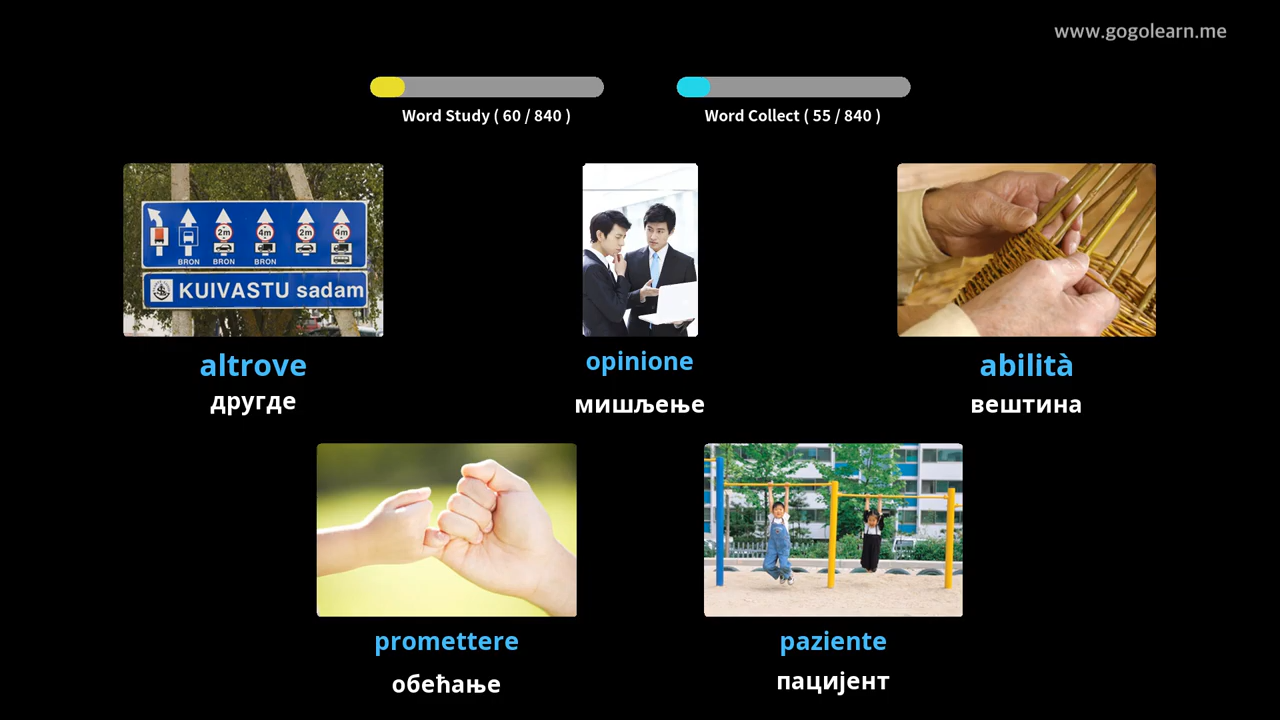 www.gogolearn.me
Word Study ( 60 / 840 )
Word Collect ( 55 / 840 )
2m
4m
2m
4m
BRON
BRON
BRON
KUIVASTU sadam
altrove
другде
opinione
мишљење
abilità
вештина
promettere
обећање
paziente
пацијент